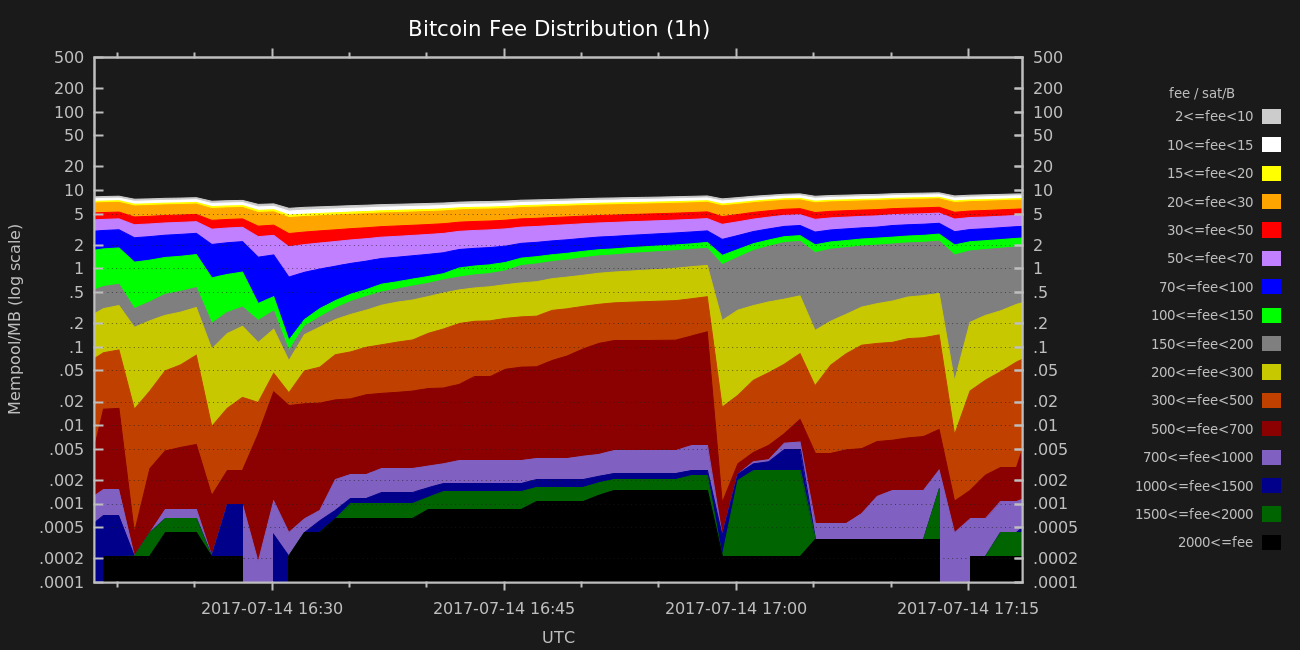 Bitcoin Fee Distribution (1h)
500 500
200 200
100 100
50 50
20 20
10 10
5 5
2 2
1 1
.5 .5
.2 .2
.1 .1
.05 .05
.02 .02
.01 .01
.005 .005
.002 .002
.001 .001
.0005 .0005
.0002 .0002
.0001 .0001
Mempool/MB (log scale)
2017-07-14 16:30 2017-07-14 16:45 2017-07-14 17:00 2017-07-14 17:15
UTC
fee / sat/B
2<=fee<10
10<=fee<15
15<=fee<20
20<=fee<30
30<=fee<50
50<=fee<70
70<=fee<100
100<=fee<150
150<=fee<200
200<=fee<300
300<=fee<500
500<=fee<700
700<=fee<1000
1000<=fee<1500
1500<=fee<2000
2000<=fee